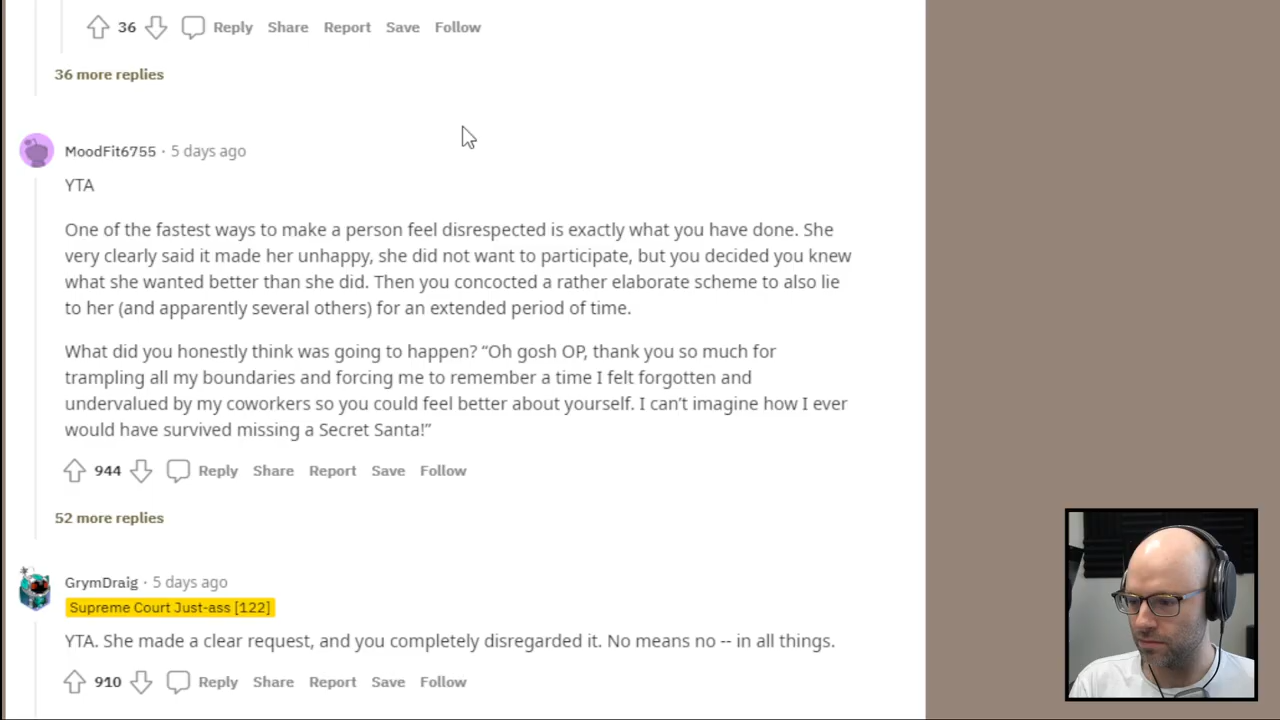 36 Reply Share Report Save Follow
36 more replies
MoodFit6755 · 5 days ago
YTA
One of the fastest ways to make a person feel disrespected is exactly what you have done. She
very clearly said it made her unhappy, she did not want to participate, but you decided you knew
what she wanted better than she did. Then you concocted a rather elaborate scheme to also lie
to her (and apparently several others) for an extended period of time.
What did you honestly think was going to happen? “Oh gosh OP, thank you so much for
trampling all my boundaries and forcing me to remember a time I felt forgotten and
undervalued by my coworkers so you could feel better about yourself. I can’t imagine how I ever
would have survived missing a Secret Santa!”
944 Reply Share Report Save Follow
52 more replies
GrymDraig · 5 days ago
Supreme Court Just-ass [122]
YTA. She made a clear request, and you completely disregarded it. No means no -- in all things.
910 Reply Share Report Save Follow